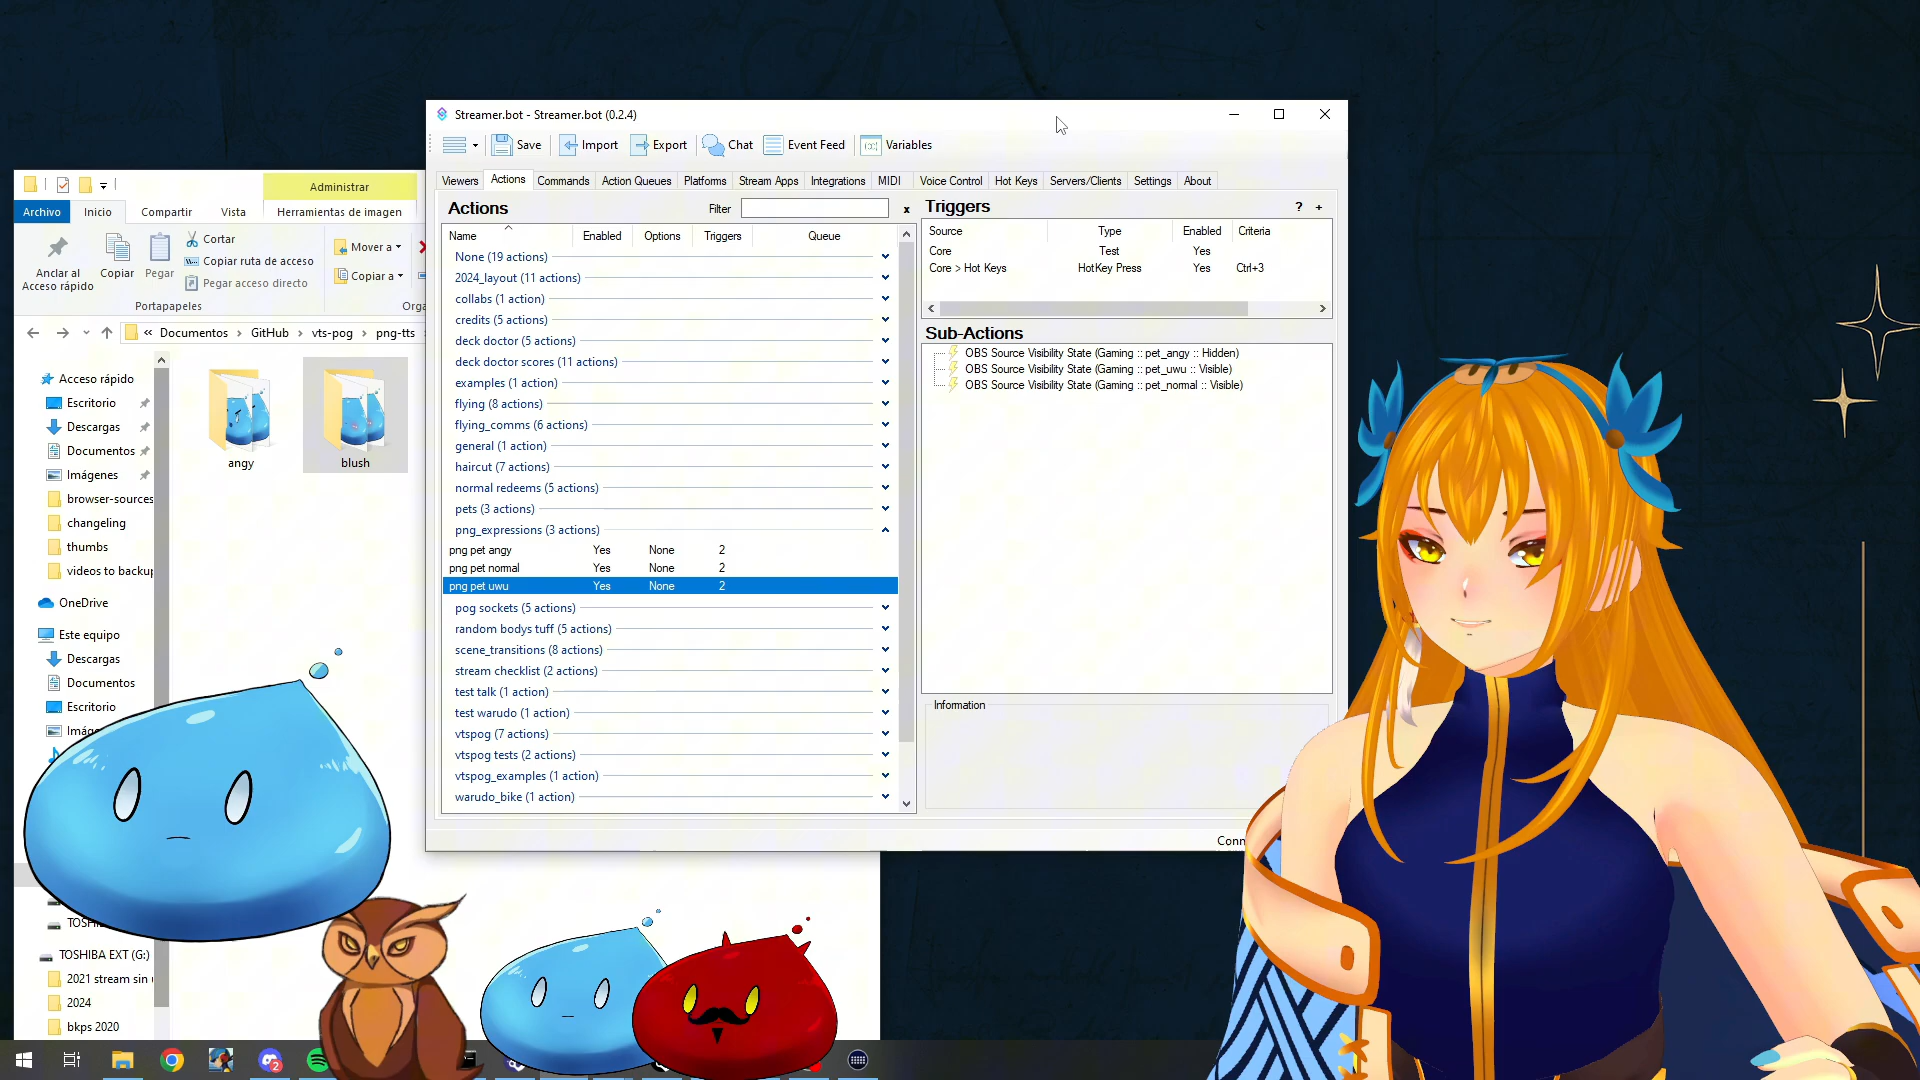 Streamer.bot - Streamer.bot (0.2.4)
Save
Import
Export
Chat
Event Feed
Variables
Viewers
Actions
Commands
Action Queues
Platforms
Stream Apps
Integrations
MIDI
Voice Control
Hot Keys
Servers/Clients
Settings
About
Actions
Filter
x
Name
Enabled
Options
Triggers
Queue
None (19 actions)
2024_layout (11 actions)
collabs (1 action)
credits (5 actions)
deck doctor (5 actions)
deck doctor scores (11 actions)
examples (1 action)
flying (8 actions)
flying_comms (6 actions)
general (1 action)
haircut (7 actions)
normal redeems (5 actions)
pets (3 actions)
png_expressions (3 actions)
png pet angy Yes None 2
png pet normal Yes None 2
png pet uwu Yes None 2
pog sockets (5 actions)
random bodys tuff (5 actions)
scene_transitions (8 actions)
stream checklist (2 actions)
test talk (1 action)
test warudo (1 action)
vtspog (7 actions)
vtspog tests (2 actions)
vtspog_examples (1 action)
warudo_bike (1 action)
Triggers
? +
Source Type Enabled Criteria
Core Test Yes
Core > Hot Keys HotKey Press Yes Ctrl+3
Sub-Actions
OBS Source Visibility State (Gaming :: pet_angy :: Hidden)
OBS Source Visibility State (Gaming :: pet_uwu :: Visible)
OBS Source Visibility State (Gaming :: pet_normal :: Visible)
Information
Conn
Administrar
Archivo
Inicio
Compartir
Vista
Herramientas de imagen
Anclar al
Acceso rápido
Copiar
Pegar
Cortar
Copiar ruta de acceso
Pegar acceso directo
Mover a
Copiar a
Portapapeles
Orga
« Documentos > GitHub > vts-pog > png-tts
Acceso rápido
Escritorio
Descargas
Documentos
Imágenes
browser-sources
changeling
thumbs
videos to backup
OneDrive
Este equipo
Descargas
Documentos
Escritorio
Imág
TOSHIBA EXT (G:)
2021 stream sin
2024
bkps 2020
angy
blush
2